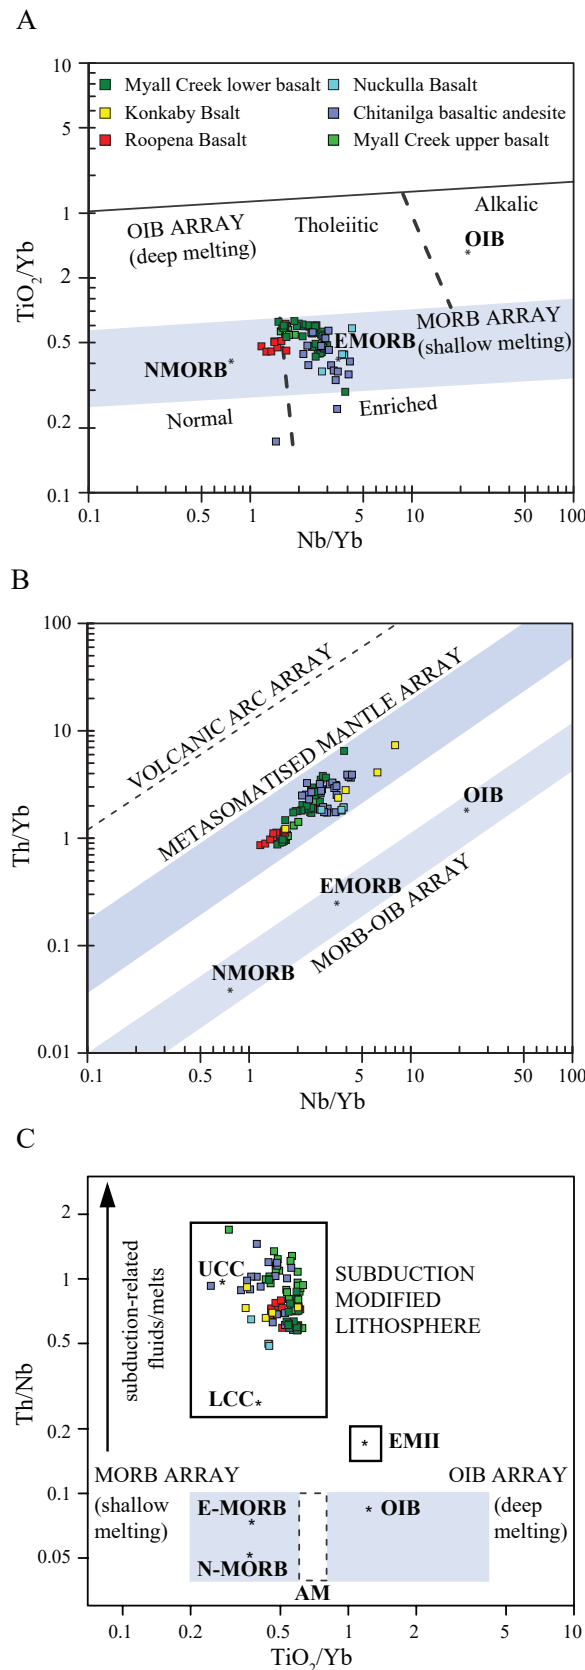 A
10
5
1
2
0.5
0.2
0.1
TiO2/Yb
Myall Creek lower basalt
Nuckulla Basalt
Konkaby Bsalt
Chitanilga basaltic andesite
Roopena Basalt
Myall Creek upper basalt
OIB ARRAY
(deep melting)
Tholeiitic
Alkalic
OIB
*
MORB ARRAY
(shallow melting)
EMORB
*
NMORB*
Normal
Enriched
0.1
0.5
1
5
10
50
100
Nb/Yb
B
100
10
1
0.1
0.01
Th/Yb
VOLCANIC ARC ARRAY
METASOMATISED MANTLE ARRAY
OIB
*
EMORB
*
MORB-OIB ARRAY
NMORB
*
0.1
0.5
1
5
10
50
100
Nb/Yb
C
2
1
0.5
0.2
0.1
0.05
Th/Nb
subduction-related
fluids/melts
UCC
*
SUBDUCTION
MODIFIED
LITHOSPHERE
LCC*
* EMII
MORB ARRAY
(shallow
melting)
OIB ARRAY
(deep
melting)
E-MORB
*
* OIB
N-MORB
*
AM
0.1
0.2
0.5
1
2
5
10
TiO2/Yb